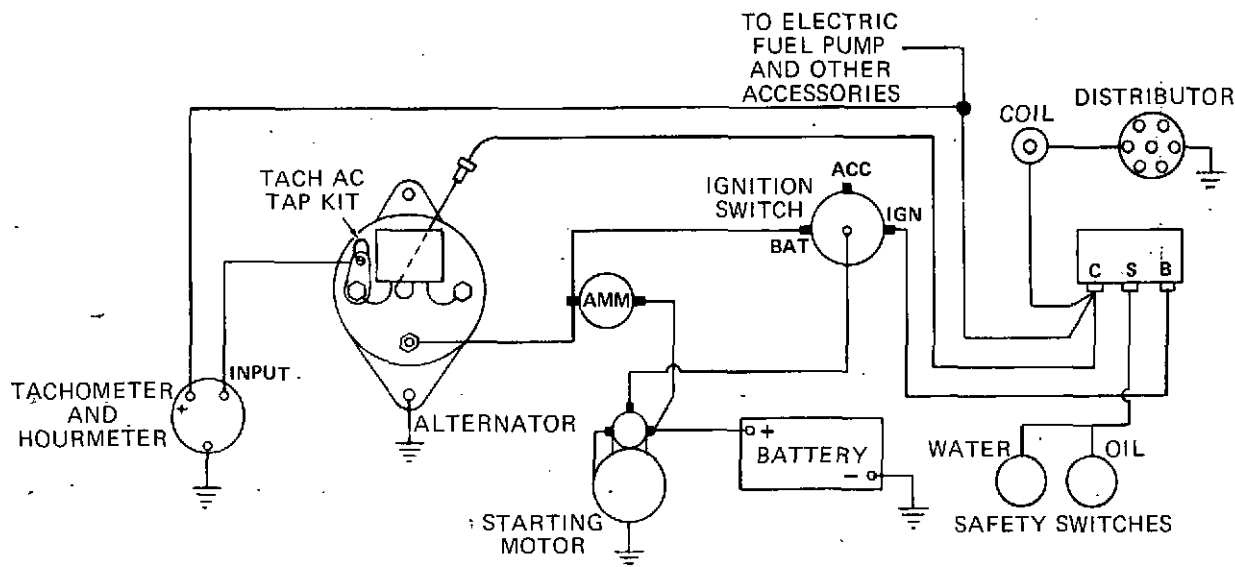 TO ELECTRIC
FUEL PUMP
AND OTHER
ACCESSORIES
COIL
DISTRIBUTOR
TACH AC
TAP KIT
IGNITION
SWITCH
ACC
IGN
BAT
C S B
AMM
INPUT
TACHOMETER
AND
HOURMETER
+
ALTERNATOR
+
BATTERY
-
WATER
OIL
SAFETY SWITCHES
STARTING
MOTOR